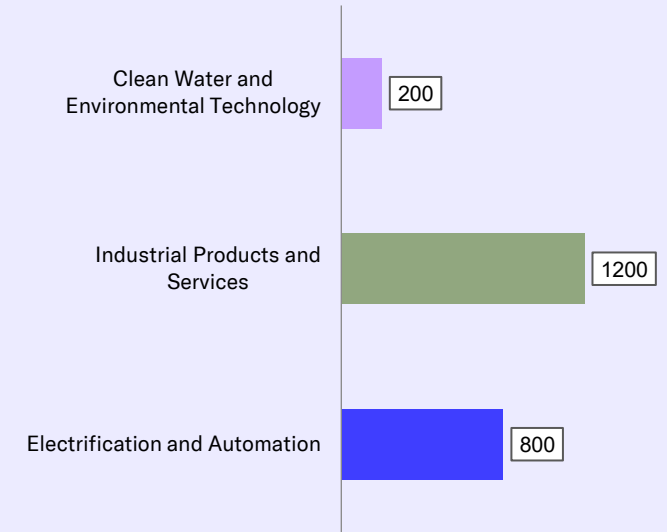 Clean Water and
Environmental Technology
200
Industrial Products and
Services
1200
Electrification and Automation
800